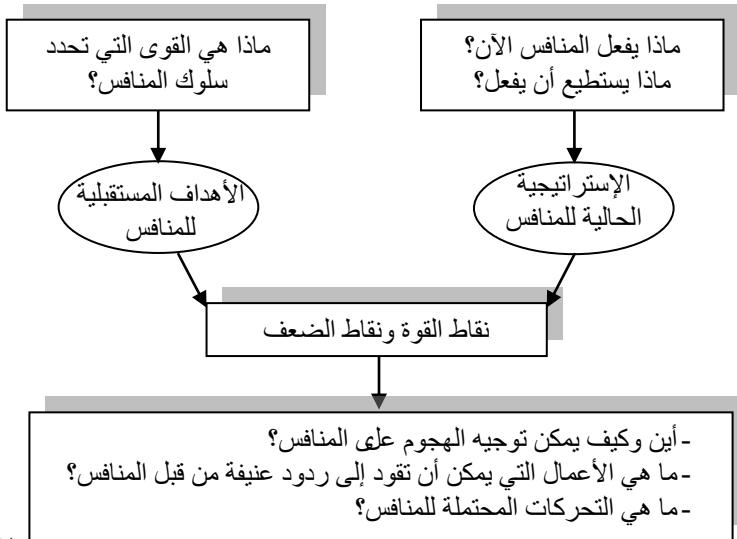 ماذا يفعل المنافس الآن؟
ماذا يستطيع أن يفعل؟
ماذا هي القوى التي تحدد
سلوك المنافس؟
الإستراتيجية
الحالية للمنافس
الأهداف المستقبلية
للمنافس
نقاط القوة ونقاط الضعف
- أين وكيف يمكن توجيه الهجوم على المنافس؟
- ما هي الأعمال التي يمكن أن تقود إلى ردود عنيفة من قبل المنافس؟
- ما هي التحركات المحتملة للمنافس؟